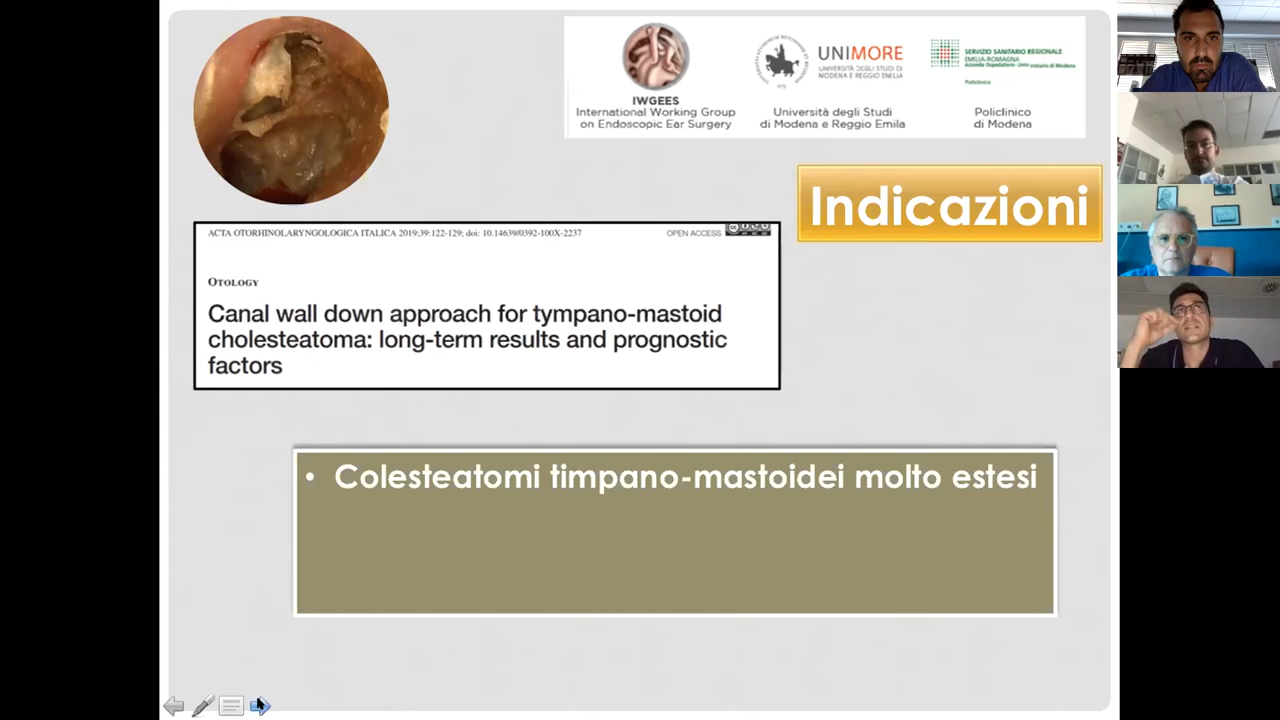 IWGEES
International Working Group
on Endoscopic Ear Surgery
UNIMORE
UNIVERSITÀ DEGLI STUDI DI
MODENA E REGGIO EMILIA
Università degli Studi
di Modena e Reggio Emila
SERVIZIO SANITARIO REGIONALE
EMILIA-ROMAGNA
Policlinico
Policlinico
di Modena
Indicazioni
ACTA OTORHINOLARYNGOLOGICA ITALICA 2019;39:122-129; doi: 10.14639/0392-100X-2237
OPEN ACCESS
OTOLOGY
Canal wall down approach for tympano-mastoid
cholesteatoma: long-term results and prognostic
factors
• Colesteatomi timpano-mastoidei molto estesi